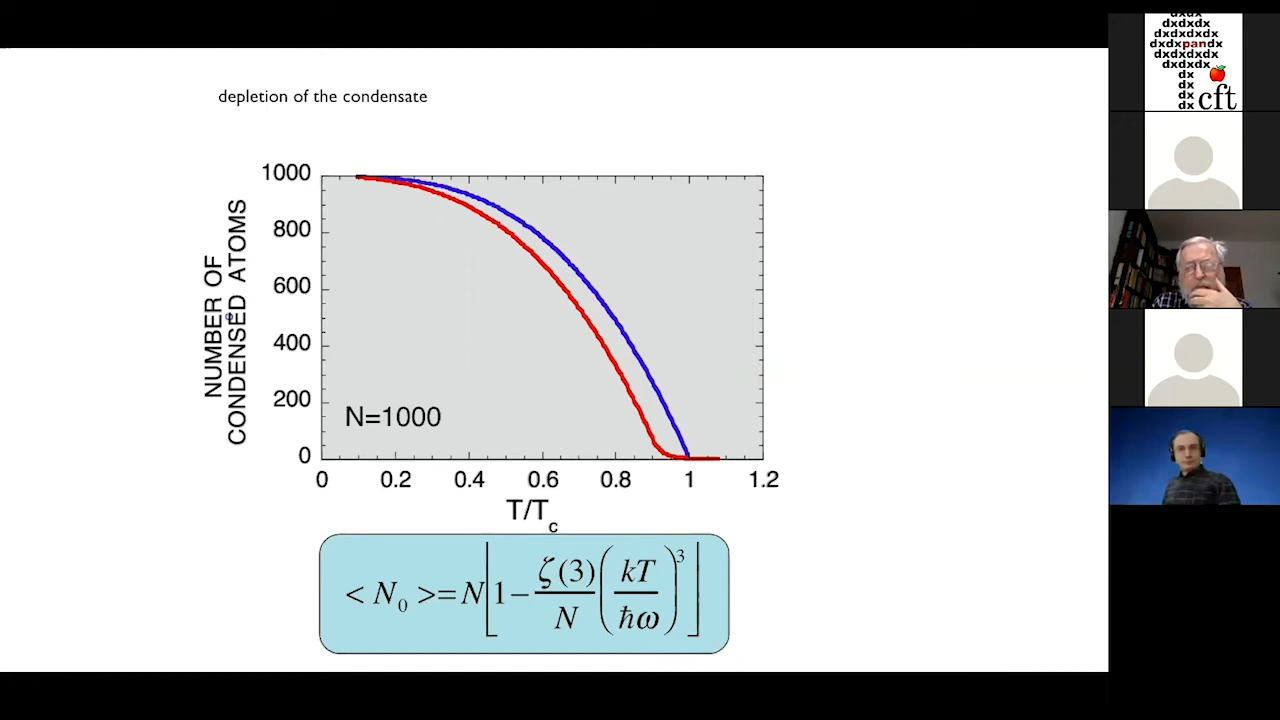 depletion of the condensate
1000
800
600
400
200
0
NUMBER OF
CONDENSED ATOMS
N=1000
0 0.2 0.4 0.6 0.8 1 1.2
T/Tc
< N0 >= N[1 − ζ(3)/N (kT/ħω)^3]
dxdxdx
dxdxdxdx
dxdxpandx
dxdxdxdx
dxdxdx
dx
dx
dx
dx
cft